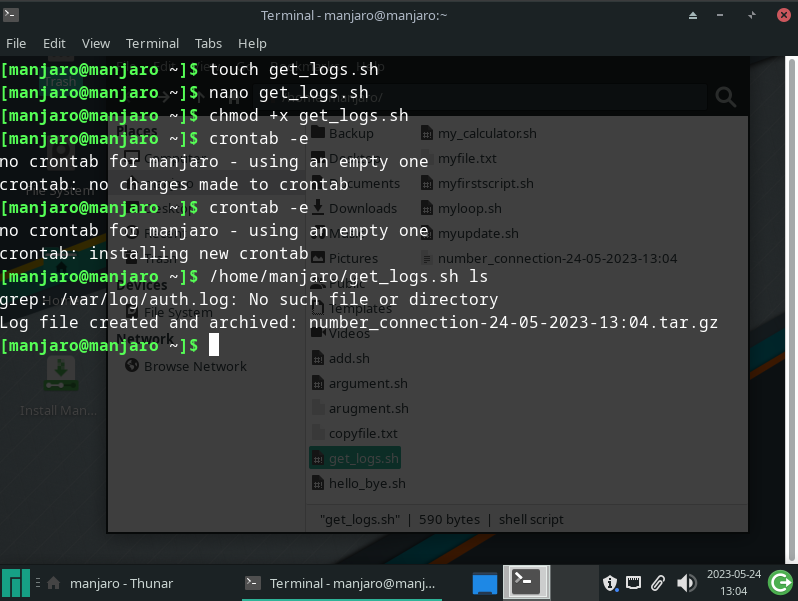 Terminal - manjaro@manjaro:~
File Edit View Terminal Tabs Help
[manjaro@manjaro ~]$ touch get_logs.sh
[manjaro@manjaro ~]$ nano get_logs.sh
[manjaro@manjaro ~]$ chmod +x get_logs.sh
[manjaro@manjaro ~]$ crontab -e
no crontab for manjaro - using an empty one
crontab: no changes made to crontab
[manjaro@manjaro ~]$ crontab -e
no crontab for manjaro - using an empty one
crontab: installing new crontab
[manjaro@manjaro ~]$ /home/manjaro/get_logs.sh ls
grep: /var/log/auth.log: No such file or directory
Log file created and archived: number_connection-24-05-2023-13:04.tar.gz
[manjaro@manjaro ~]$
Trash
File System
Install Man...
Places
Devices
File System
Network
Browse Network
Backup
Documents
Downloads
Pictures
Public
Templates
Videos
add.sh
argument.sh
arugment.sh
copyfile.txt
get_logs.sh
hello_bye.sh
my_calculator.sh
myfile.txt
myfirstscript.sh
myloop.sh
myupdate.sh
number_connection-24-05-2023-13:04
"get_logs.sh" | 590 bytes | shell script
manjaro - Thunar
Terminal - manjaro@manj...
2023-05-24
13:04